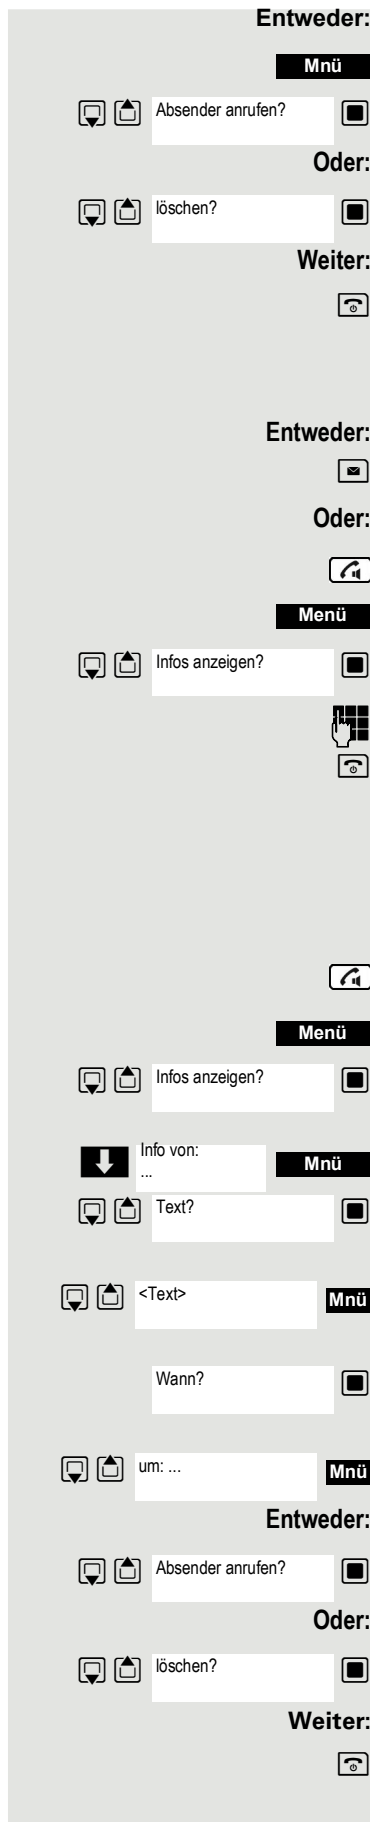 Entweder:
Mnü
Absender anrufen?
Oder:
löschen?
Weiter:
Entweder:
Oder:
Menü
Infos anzeigen?
Menü
Infos anzeigen?
Info von:
... Mnü
Text?
<Text> Mnü
Wann?
um: ... Mnü
Entweder:
Absender anrufen?
Oder:
löschen?
Weiter: